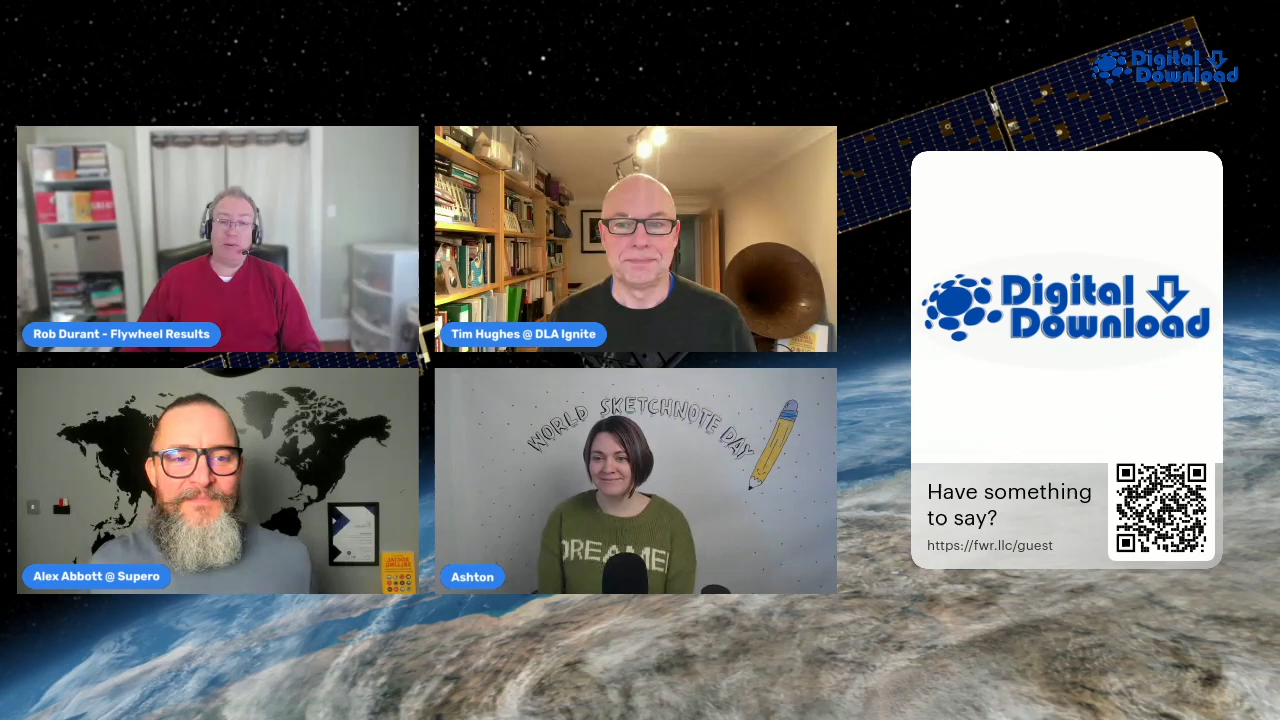 Digital
Download
Rob Durant - Flywheel Results
Tim Hughes @ DLA Ignite
Digital
Download
WORLD SKETCHNOTE DAY
DREAMER
Have something
to say?
https://fwr.llc/guest
Alex Abbott @ Supero
Ashton